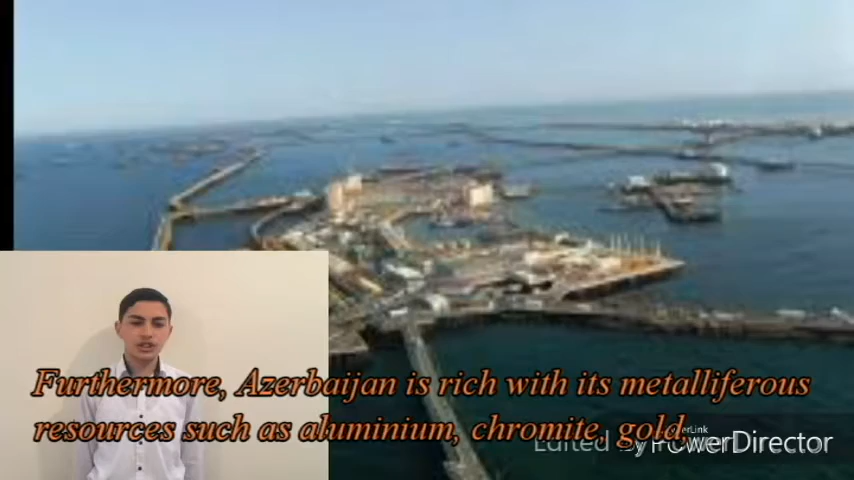 Furthermore, Azerbaijan is rich with its metalliferous
resources such as aluminium, chromite, gold,
Edited by PowerDirector